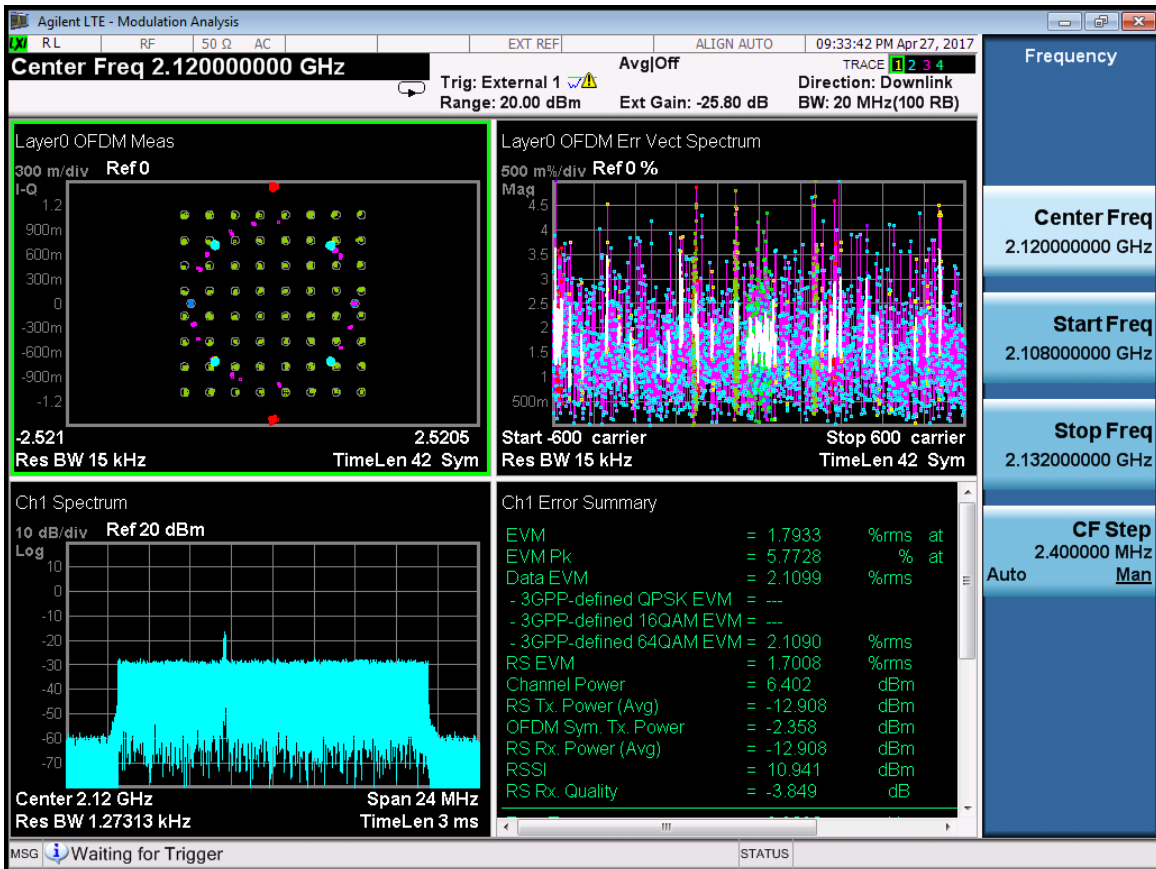 Agilent LTE - Modulation Analysis
LXI RL RF 50 Ω AC EXT REF ALIGN AUTO 09:33:42 PM Apr 27, 2017
Center Freq 2.120000000 GHz
Trig: External 1
Range: 20.00 dBm
Avg|Off
Ext Gain: -25.80 dB
TRACE 1 2 3 4
Direction: Downlink
BW: 20 MHz(100 RB)
Layer0 OFDM Meas
300 m/div Ref 0
I-Q
1.2
900m
600m
300m
0
-300m
-600m
-900m
-1.2
-2.521 2.5205
Res BW 15 kHz TimeLen 42 Sym
Layer0 OFDM Err Vect Spectrum
500 m%/div Ref 0 %
Mag
4.5
4
3.5
3
2.5
2
1.5
1
500m
Start -600 carrier Stop 600 carrier
Res BW 15 kHz TimeLen 42 Sym
Ch1 Spectrum
10 dB/div Ref 20 dBm
Log
10
0
-10
-20
-30
-40
-50
-60
-70
Center 2.12 GHz Span 24 MHz
Res BW 1.27313 kHz TimeLen 3 ms
Ch1 Error Summary
EVM = 1.7933 %rms at
EVM Pk = 5.7728 % at
Data EVM = 2.1099 %rms
- 3GPP-defined QPSK EVM = ---
- 3GPP-defined 16QAM EVM = ---
- 3GPP-defined 64QAM EVM = 2.1090 %rms
RS EVM = 1.7008 %rms
Channel Power = 6.402 dBm
RS Tx. Power (Avg) = -12.908 dBm
OFDM Sym. Tx. Power = -2.358 dBm
RS Rx. Power (Avg) = -12.908 dBm
RSSI = 10.941 dBm
RS Rx. Quality = -3.849 dB
Frequency
Center Freq
2.120000000 GHz
Start Freq
2.108000000 GHz
Stop Freq
2.132000000 GHz
CF Step
2.400000 MHz
Auto Man
MSG Waiting for Trigger STATUS